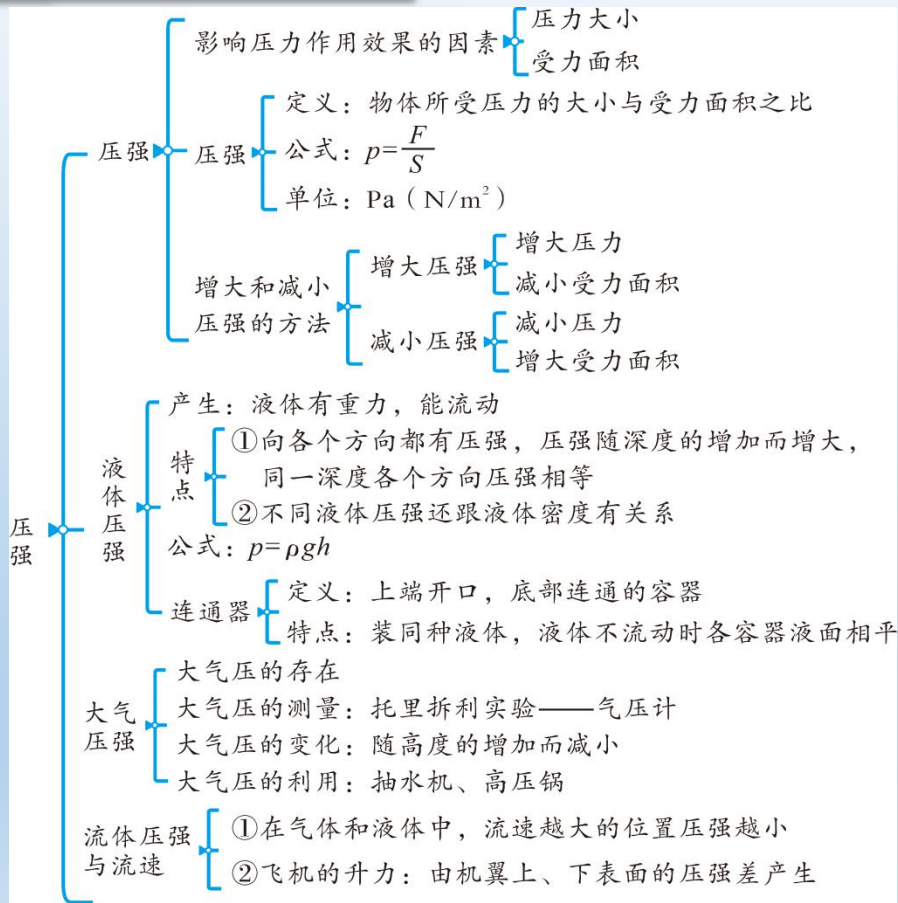 压强
压强
影响压力作用效果的因素
压力大小
受力面积
压强
定义：物体所受压力的大小与受力面积之比
公式：p=F/S
单位：Pa（N/m²）
增大和减小
压强的方法
增大压强
增大压力
减小受力面积
减小压强
减小压力
增大受力面积
液体压强
产生：液体有重力，能流动
特点
①向各个方向都有压强，压强随深度的增加而增大，
同一深度各个方向压强相等
②不同液体压强还跟液体密度有关系
公式：p=ρgh
连通器
定义：上端开口，底部连通的容器
特点：装同种液体，液体不流动时各容器液面相平
大气
压强
大气压的存在
大气压的测量：托里拆利实验——气压计
大气压的变化：随高度的增加而减小
大气压的利用：抽水机、高压锅
流体压强
与流速
①在气体和液体中，流速越大的位置压强越小
②飞机的升力：由机翼上、下表面的压强差产生